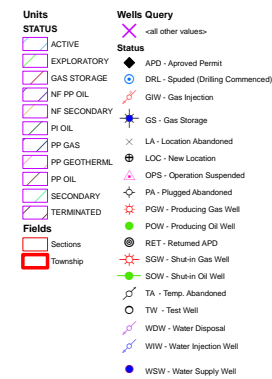 Units
STATUS
ACTIVE
EXPLORATORY
GAS STORAGE
NF PP OIL
NF SECONDARY
PI OIL
PP GAS
PP GEOTHERML
PP OIL
SECONDARY
TERMINATED
Fields
Sections
Township
Wells Query
<all other values>
Status
APD - Aproved Permit
DRL - Spuded (Drilling Commenced)
GIW - Gas Injection
GS - Gas Storage
LA - Location Abandoned
LOC - New Location
OPS - Operation Suspended
PA - Plugged Abandoned
PGW - Producing Gas Well
POW - Producing Oil Well
RET - Returned APD
SGW - Shut-in Gas Well
SOW - Shut-in Oil Well
TA - Temp. Abandoned
TW - Test Well
WDW - Water Disposal
WIW - Water Injection Well
WSW - Water Supply Well